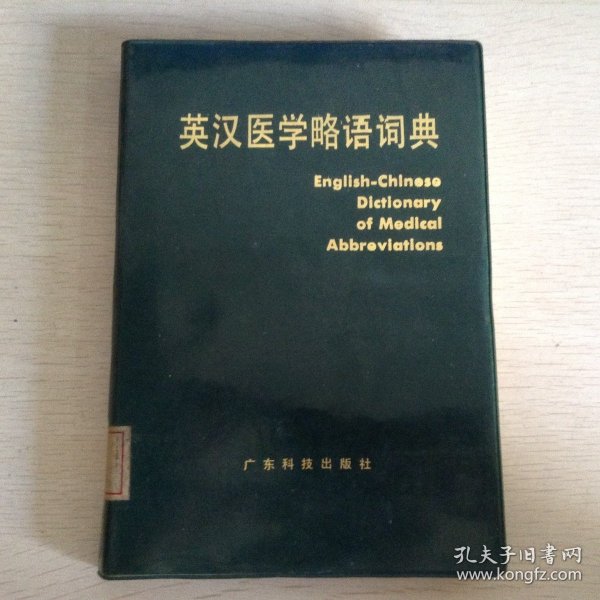 英汉医学略语词典
English-Chinese
Dictionary
of Medical
Abbreviations
广东科技出版社
孔夫子旧书网
www.kongfz.com